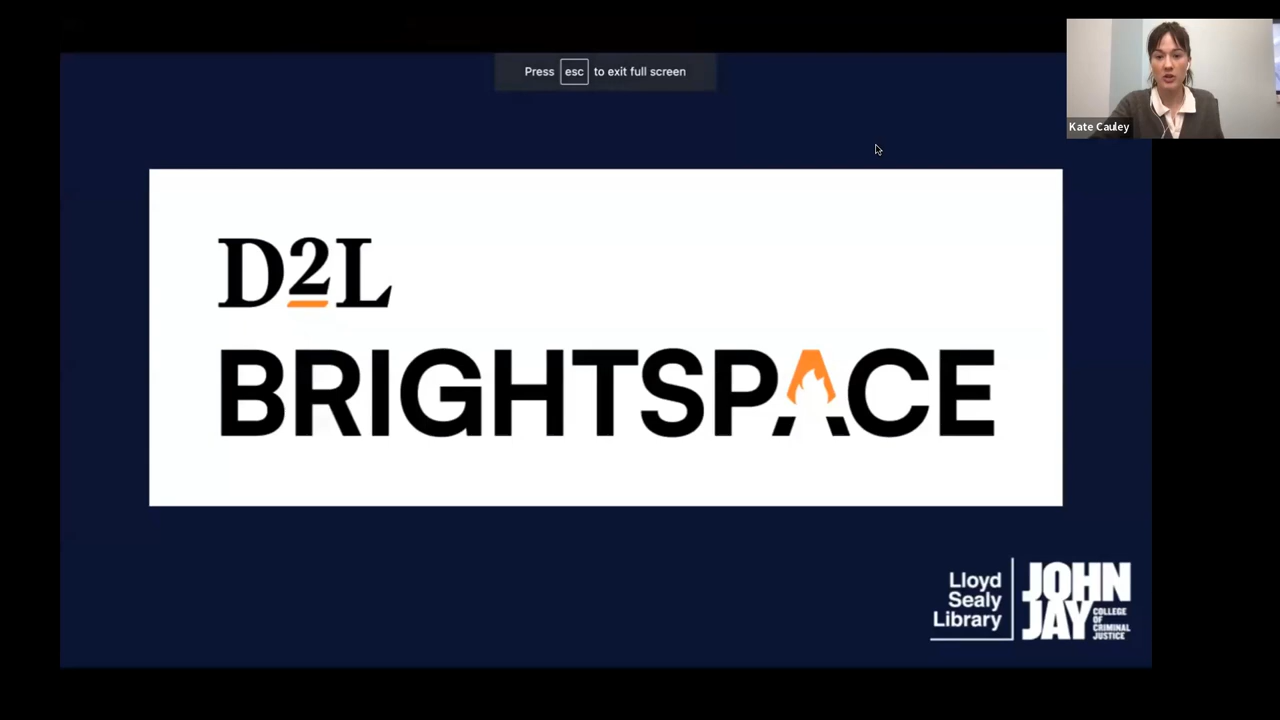 Press esc to exit full screen
Kate Cauley
D2L
BRIGHTSPACE
Lloyd
Sealy
Library
JOHN
JAY
COLLEGE
OF
CRIMINAL
JUSTICE